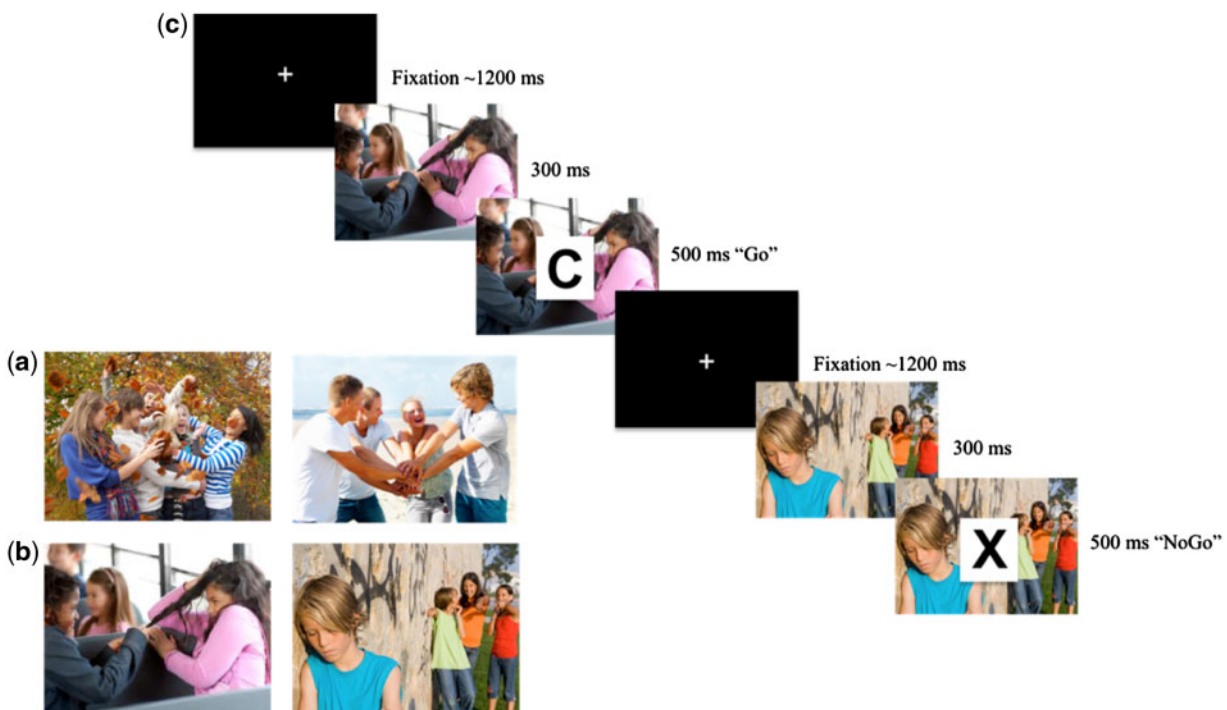 (c)
Fixation ~1200 ms
300 ms
C
500 ms “Go”
(a)
Fixation ~1200 ms
300 ms
(b)
X
500 ms “NoGo”